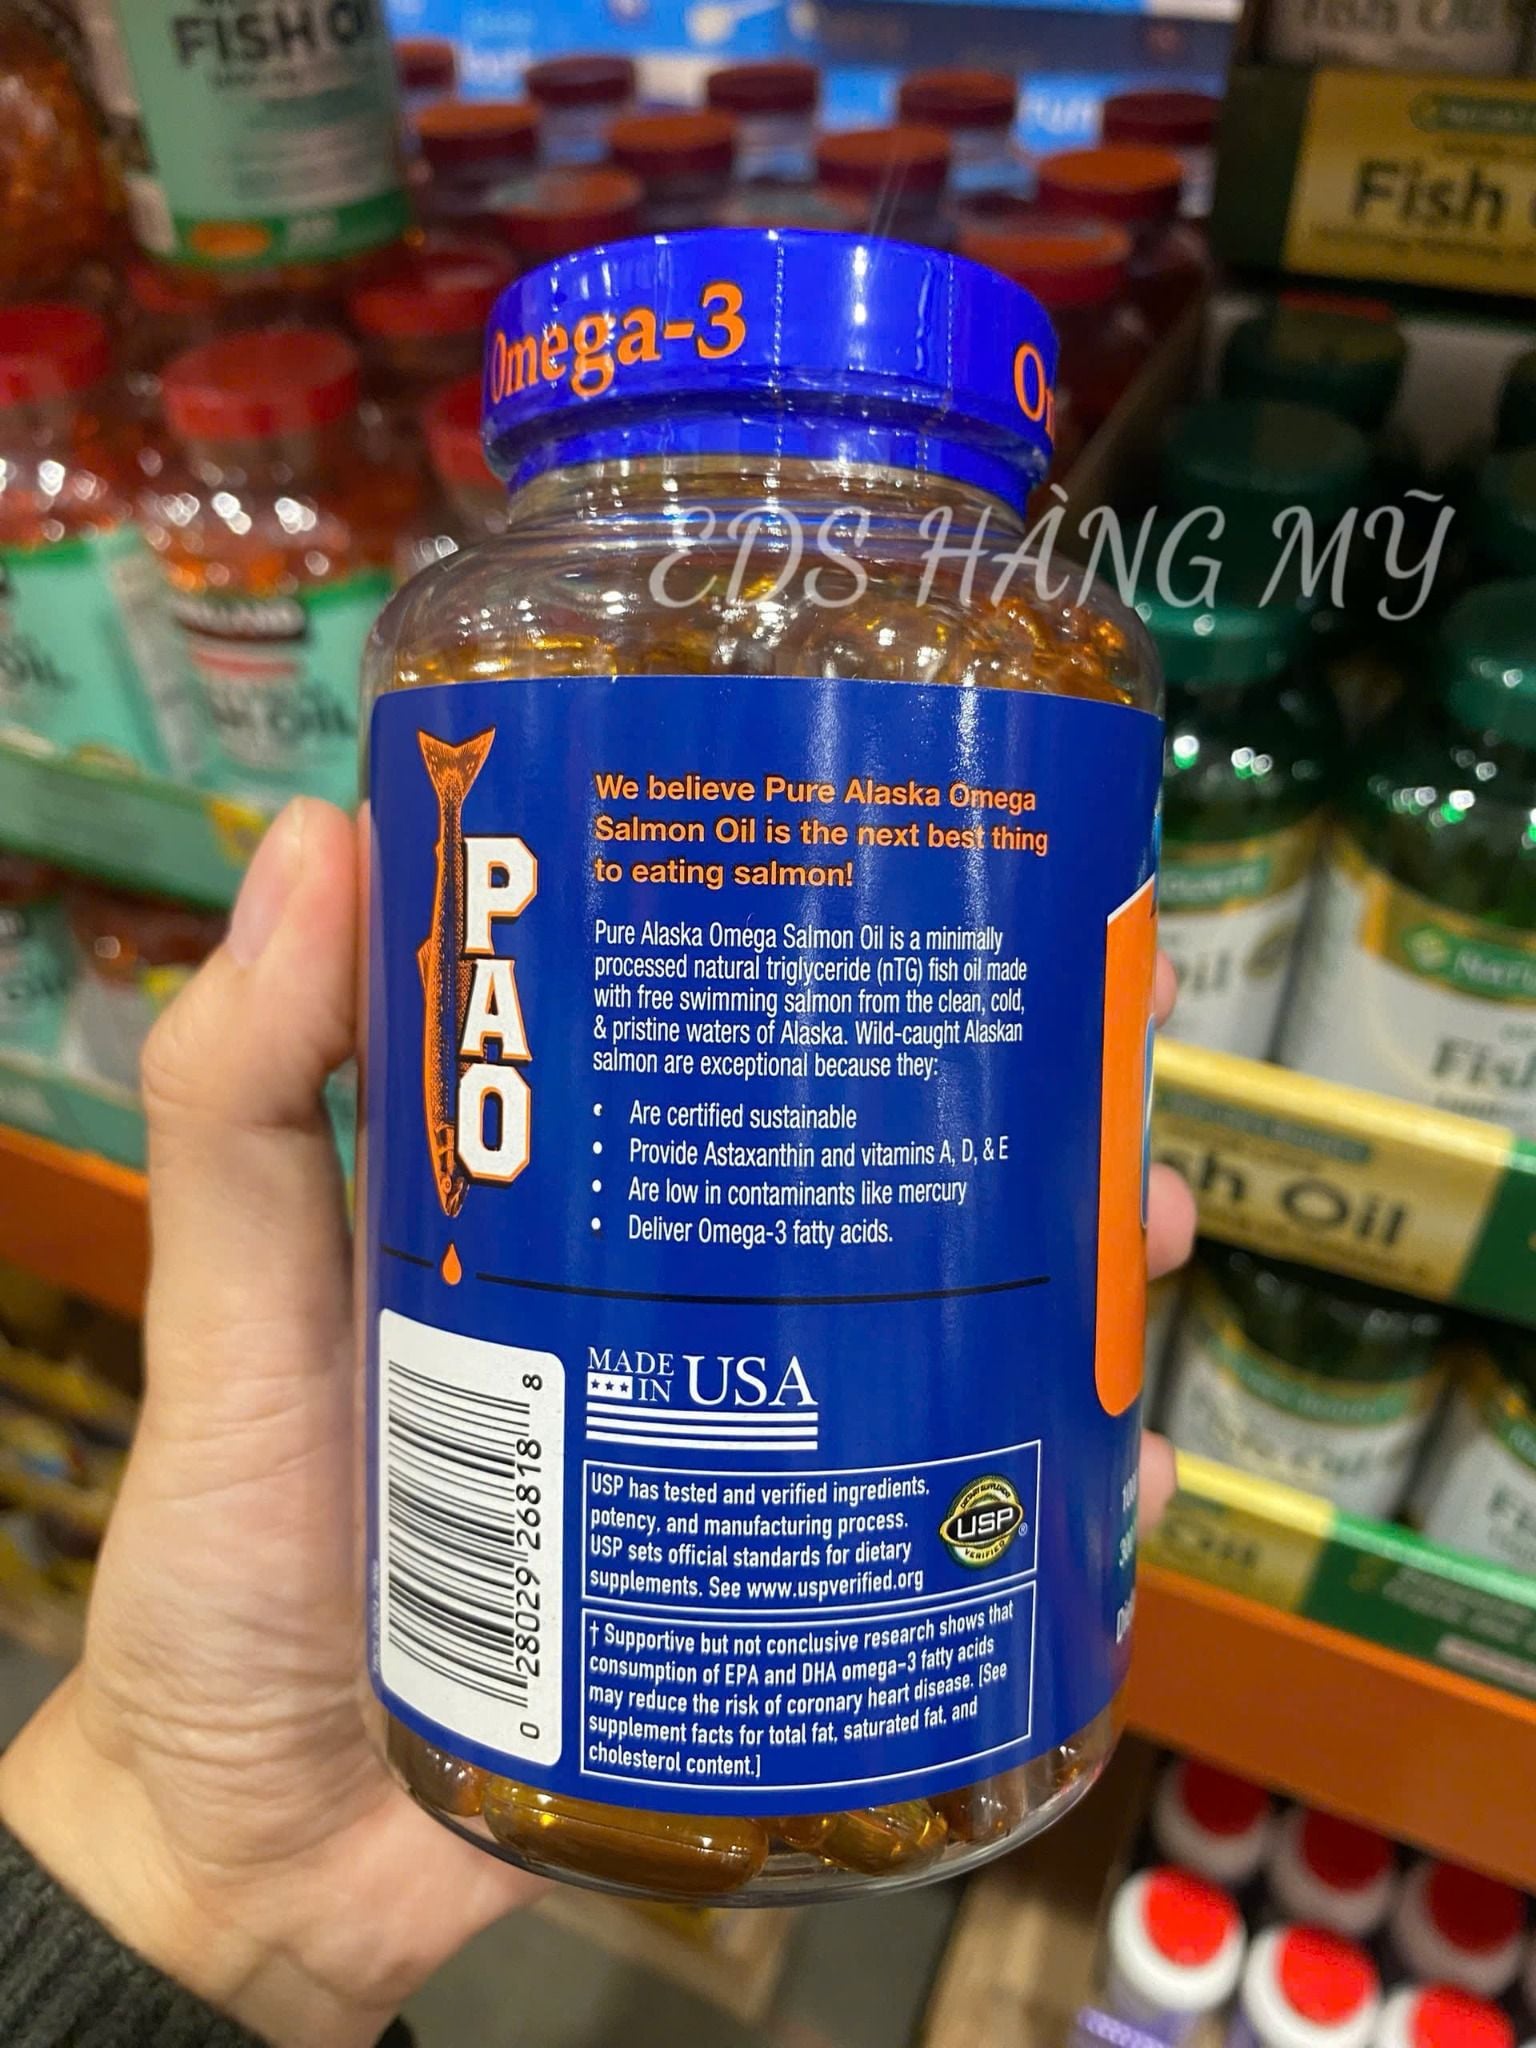 FISH
Fish
Omega-3
EDS HÀNG MỸ
PAO
We believe Pure Alaska Omega
Salmon Oil is the next best thing
to eating salmon!
Pure Alaska Omega Salmon Oil is a minimally
processed natural triglyceride (nTG) fish oil made
with free swimming salmon from the clean, cold,
& pristine waters of Alaska. Wild-caught Alaskan
salmon are exceptional because they:
• Are certified sustainable
• Provide Astaxanthin and vitamins A, D, & E
• Are low in contaminants like mercury
• Deliver Omega-3 fatty acids.
MADE
IN USA
USP has tested and verified ingredients,
potency, and manufacturing process.
USP sets official standards for dietary
supplements. See www.uspverified.org
DIETARY SUPPLEMENT
USP
VERIFIED
† Supportive but not conclusive research shows that
consumption of EPA and DHA omega-3 fatty acids
may reduce the risk of coronary heart disease. [See
supplement facts for total fat, saturated fat, and
cholesterol content.]
0 28029 26818 8
Oil